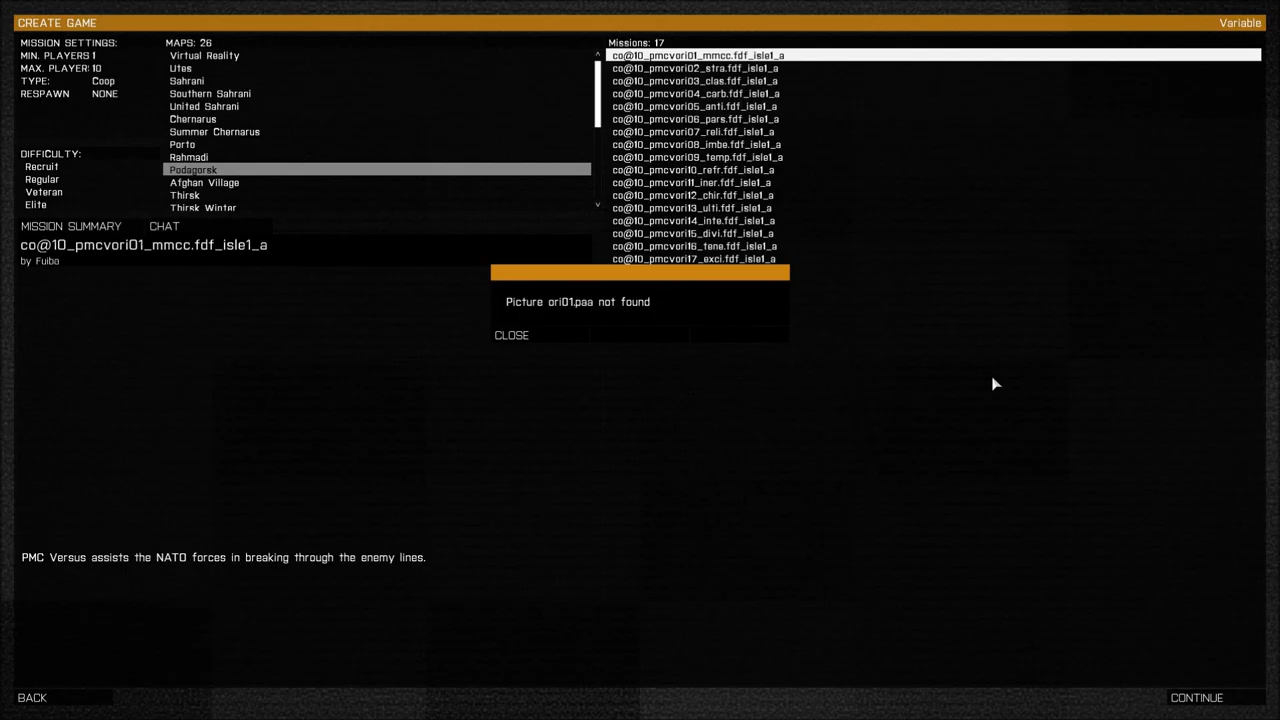 CREATE GAME
Variable
MISSION SETTINGS:
MIN. PLAYERS 1
MAX. PLAYER: 10
TYPE: Coop
RESPAWN NONE
DIFFICULTY:
Recruit
Regular
Veteran
Elite
MAPS: 26
Virtual Reality
Utes
Sahrani
Southern Sahrani
United Sahrani
Chernarus
Summer Chernarus
Porto
Rahmadi
Podagorsk
Afghan Village
Thirsk
Thirsk Winter
Missions: 17
co@10_pmcvori01_mmcc.fdf_isle1_a
co@10_pmcvori02_stra.fdf_isle1_a
co@10_pmcvori03_clas.fdf_isle1_a
co@10_pmcvori04_carb.fdf_isle1_a
co@10_pmcvori05_anti.fdf_isle1_a
co@10_pmcvori06_pars.fdf_isle1_a
co@10_pmcvori07_reli.fdf_isle1_a
co@10_pmcvori08_imbe.fdf_isle1_a
co@10_pmcvori09_temp.fdf_isle1_a
co@10_pmcvori10_refr.fdf_isle1_a
co@10_pmcvori11_iner.fdf_isle1_a
co@10_pmcvori12_chir.fdf_isle1_a
co@10_pmcvori13_ulti.fdf_isle1_a
co@10_pmcvori14_inte.fdf_isle1_a
co@10_pmcvori15_divi.fdf_isle1_a
co@10_pmcvori16_tene.fdf_isle1_a
co@10_pmcvori17_exci.fdf_isle1_a
MISSION SUMMARY CHAT
co@10_pmcvori01_mmcc.fdf_isle1_a
by Fuiba
Picture ori01.paa not found
CLOSE
PMC Versus assists the NATO forces in breaking through the enemy lines.
BACK
CONTINUE